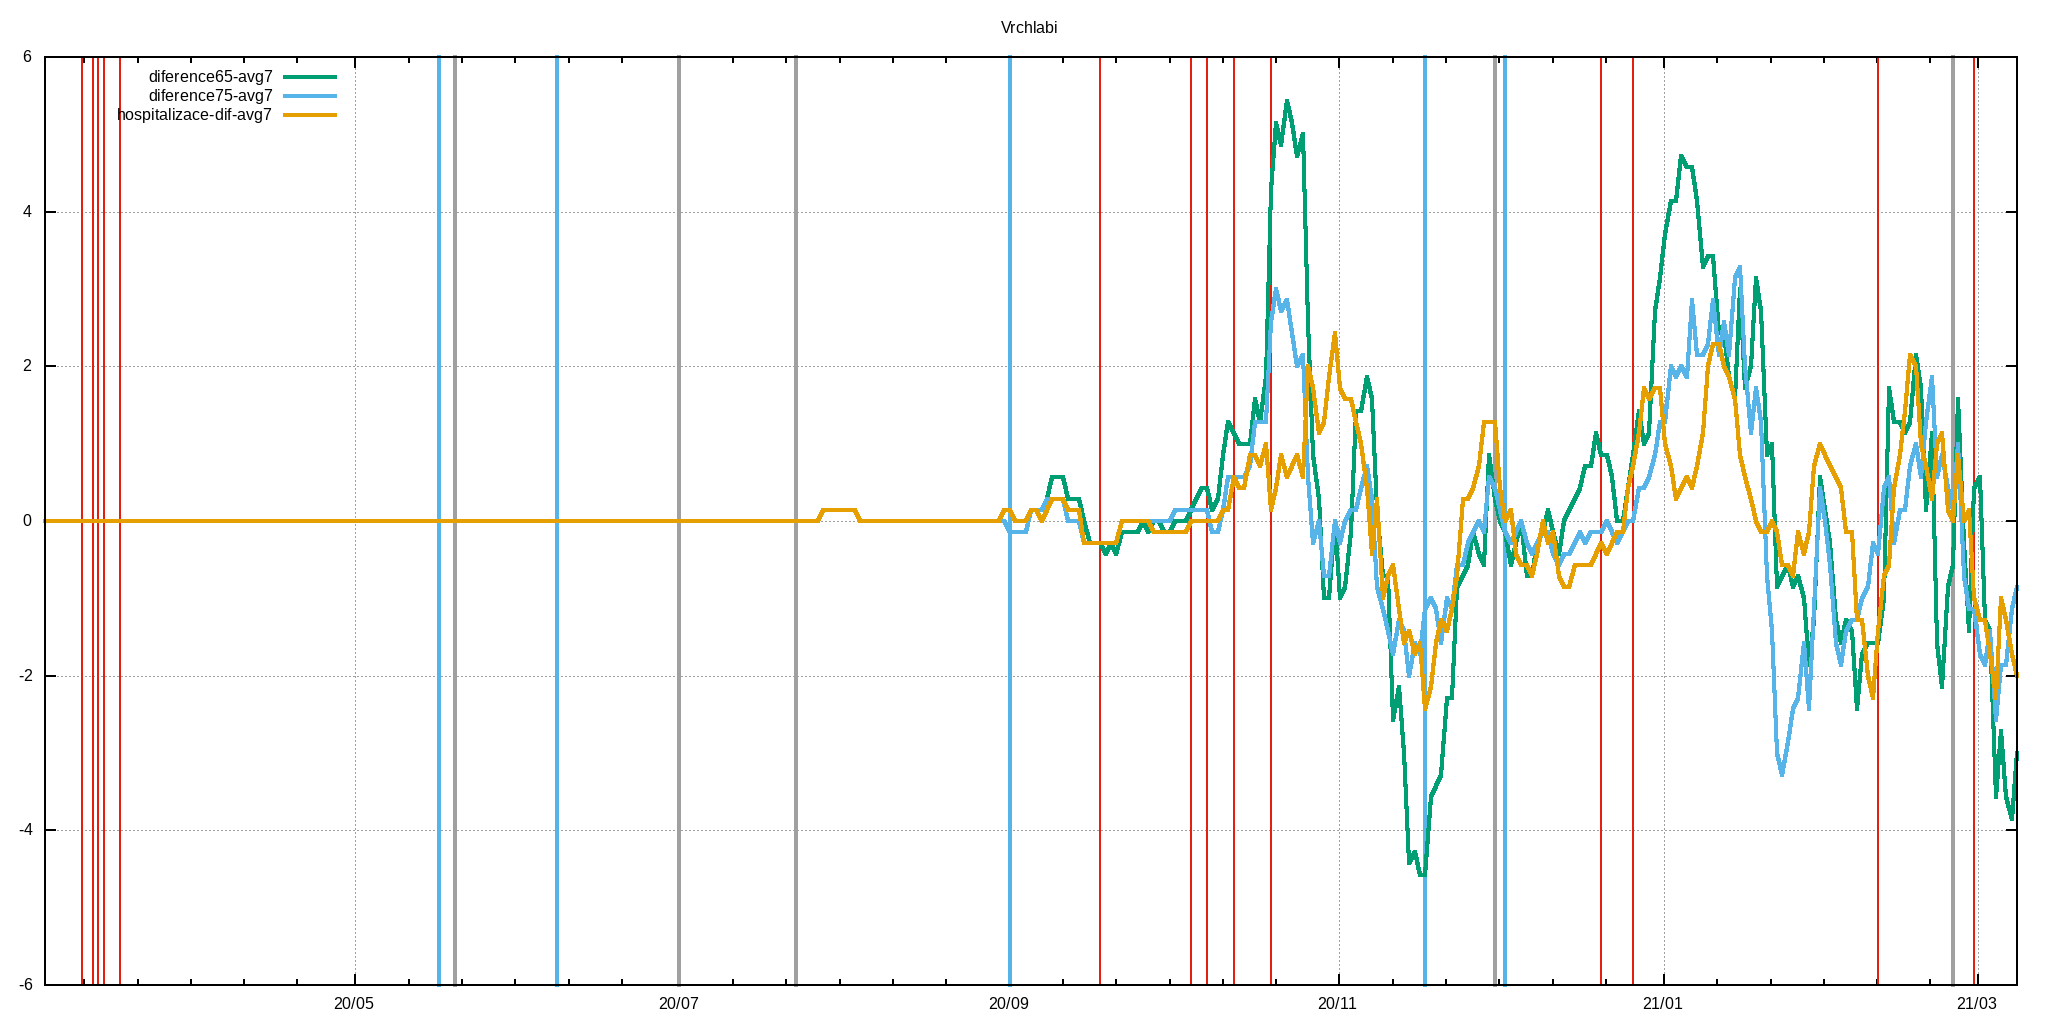 Vrchlabi
6
diference65-avg7
diference75-avg7
hospitalizace-dif-avg7
4
2
0
-2
-4
-6
20/05 20/07 20/09 20/11 21/01 21/03